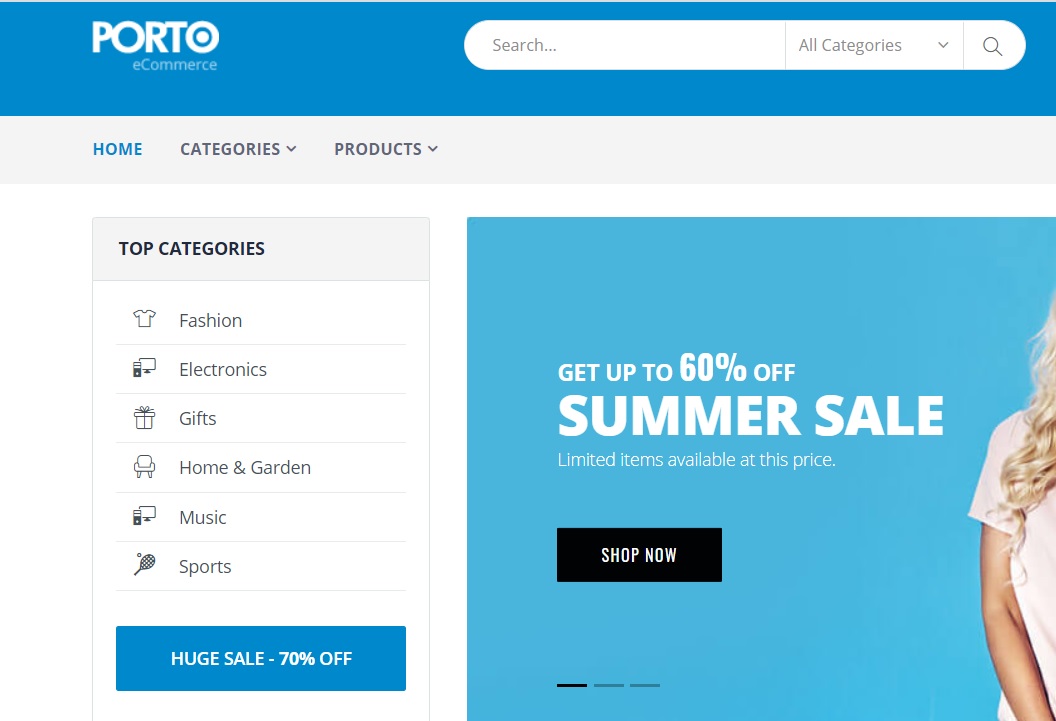 PORTO
eCommerce
Search...
All Categories
HOME
CATEGORIES
PRODUCTS
TOP CATEGORIES
Fashion
Electronics
Gifts
Home & Garden
Music
Sports
HUGE SALE - 70% OFF
GET UP TO 60% OFF
SUMMER SALE
Limited items available at this price.
SHOP NOW